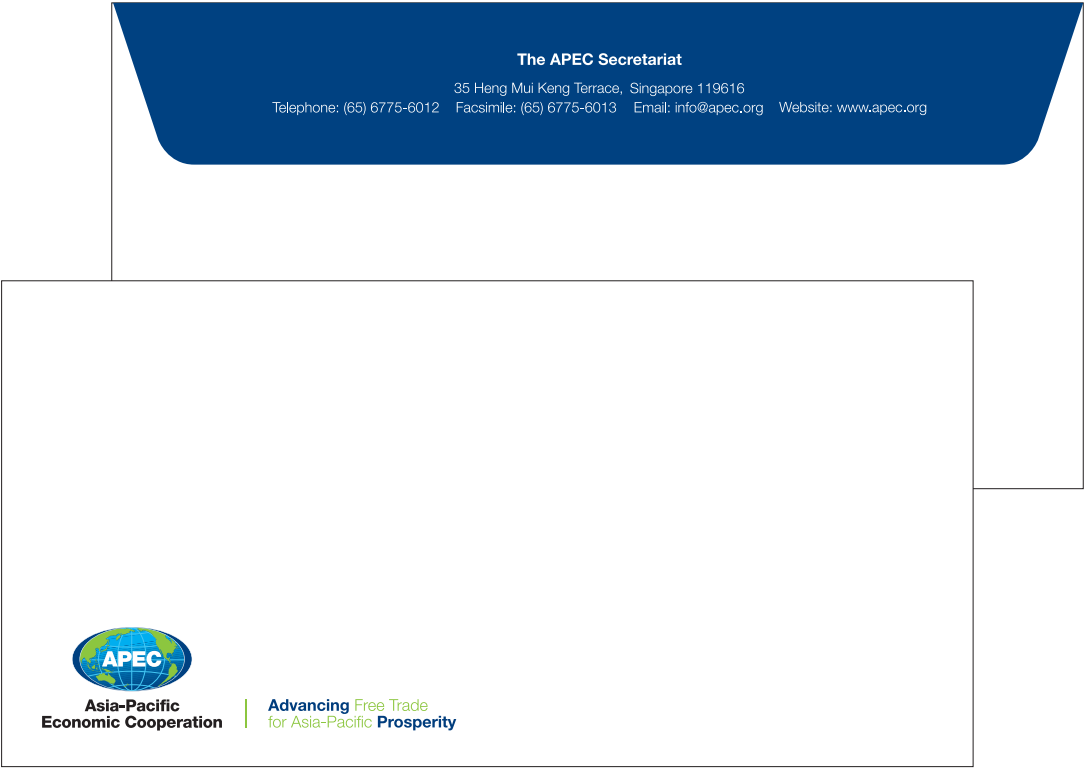 The APEC Secretariat
35 Heng Mui Keng Terrace, Singapore 119616
Telephone: (65) 6775-6012 Facsimile: (65) 6775-6013 Email: info@apec.org Website: www.apec.org
APEC
Asia-Pacific
Economic Cooperation
Advancing Free Trade
for Asia-Pacific Prosperity